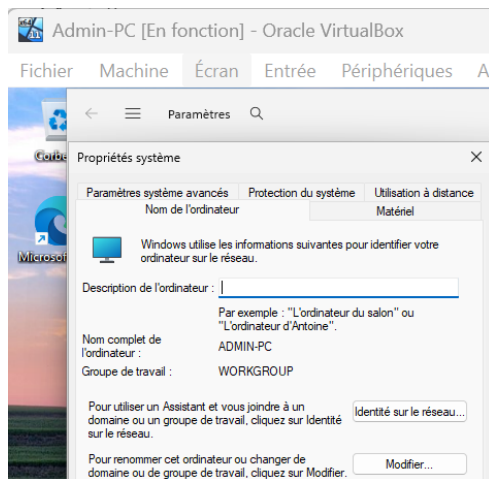 Admin-PC [En fonction] - Oracle VirtualBox
Fichier Machine Écran Entrée Périphériques
Paramètres
Propriétés système
Paramètres système avancés Protection du système Utilisation à distance
Nom de l'ordinateur Matériel
Windows utilise les informations suivantes pour identifier votre
ordinateur sur le réseau.
Description de l'ordinateur :
Par exemple : "L'ordinateur du salon" ou
"L'ordinateur d'Antoine".
Nom complet de
l'ordinateur :
ADMIN-PC
Groupe de travail : WORKGROUP
Pour utiliser un Assistant et vous joindre à un
domaine ou un groupe de travail, cliquez sur Identité
sur le réseau.
Identité sur le réseau...
Pour renommer cet ordinateur ou changer de
domaine ou de groupe de travail, cliquez sur Modifier.
Modifier...